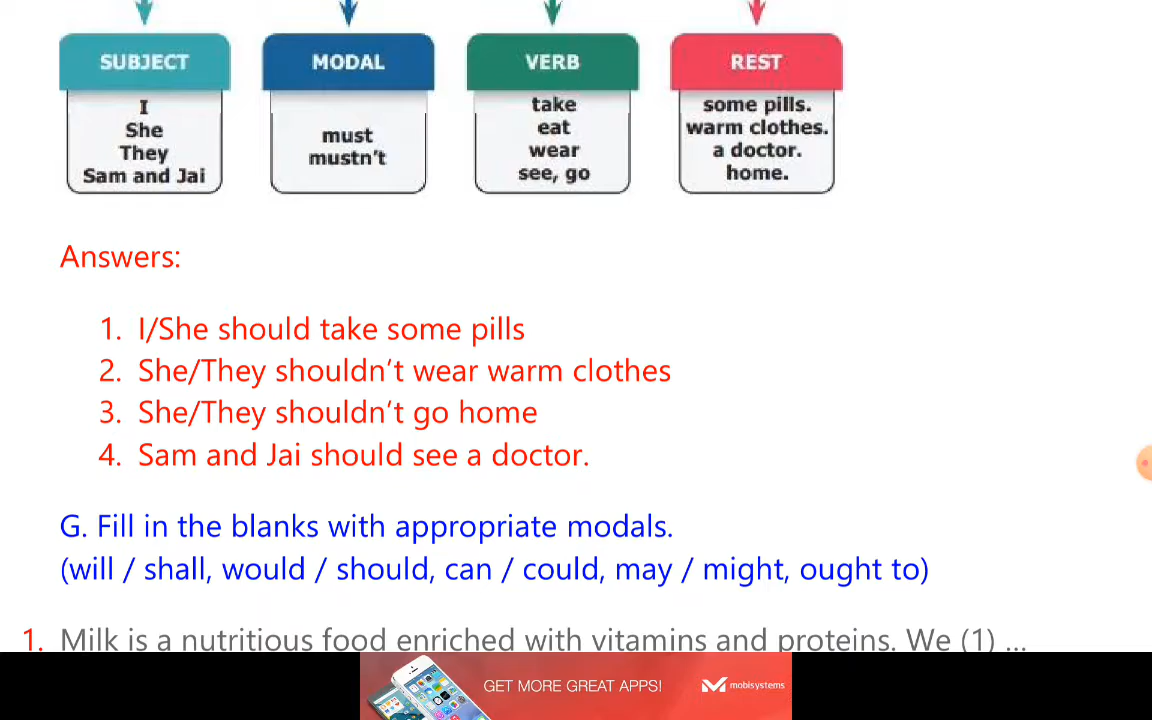 SUBJECT MODAL VERB REST
I
She
They
Sam and Jai
must
mustn't
take
eat
wear
see, go
some pills.
warm clothes.
a doctor.
home.
Answers:
1. I/She should take some pills
2. She/They shouldn't wear warm clothes
3. She/They shouldn't go home
4. Sam and Jai should see a doctor.
G. Fill in the blanks with appropriate modals.
(will / shall, would / should, can / could, may / might, ought to)
1. Milk is a nutritious food enriched with vitamins and proteins. We (1) ...
GET MORE GREAT APPS! mobisystems